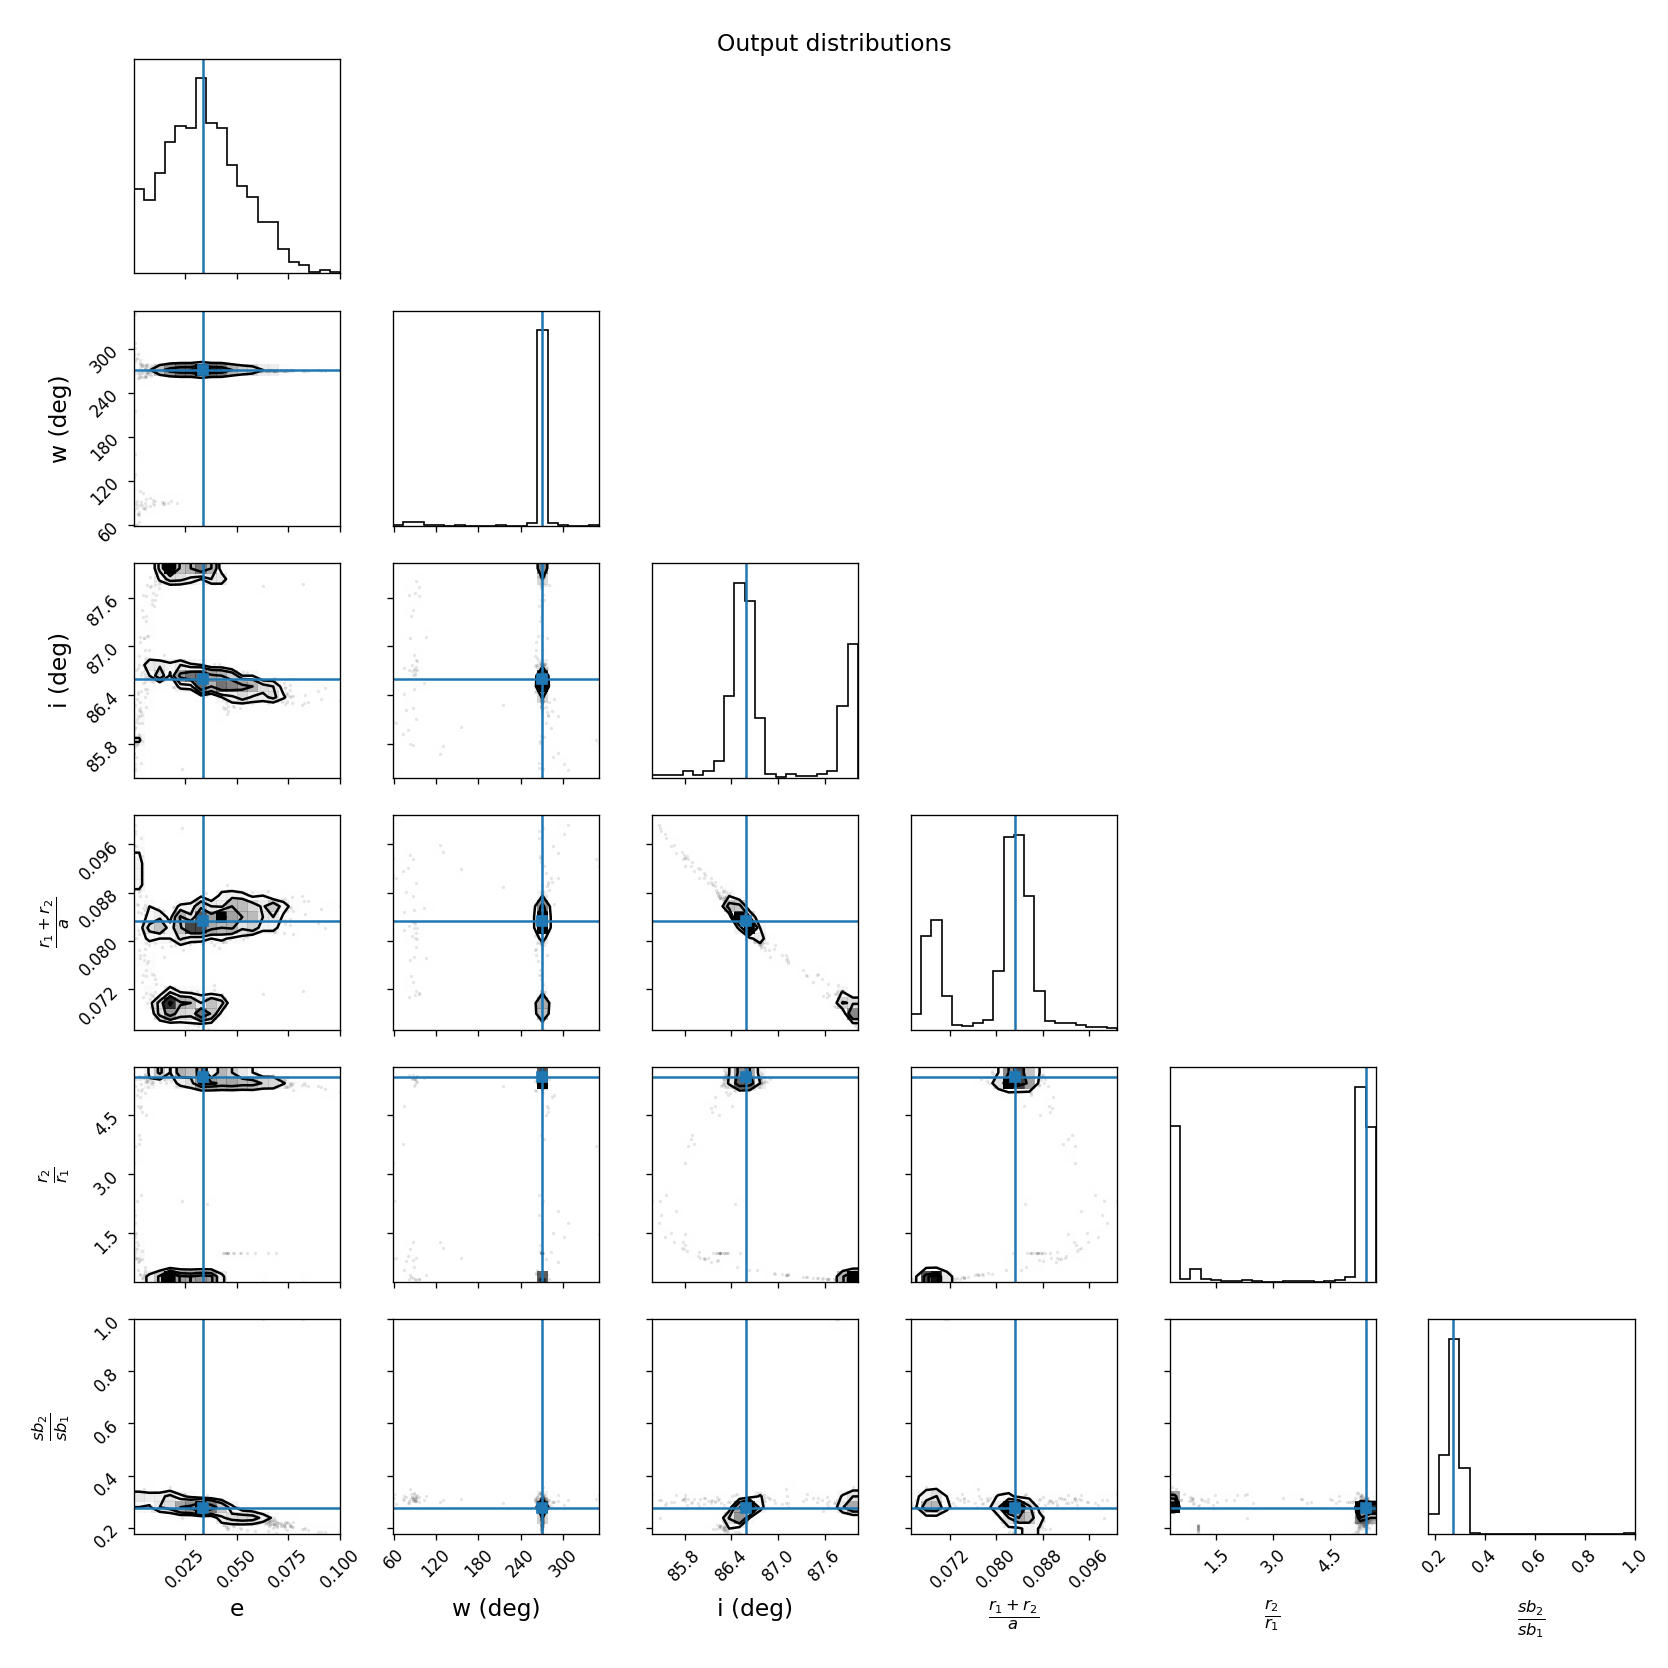 Output distributions
w (deg)
300
240
180
120
60
i (deg)
87.6
87.0
86.4
85.8
r₁ + r₂
a
0.096
0.088
0.080
0.072
r₂
r₁
4.5
3.0
1.5
sb₂
sb₁
1.0
0.8
0.6
0.4
0.2
0.025 0.050 0.075 0.100 60 120 180 240 300 85.8 86.4 87.0 87.6 0.072 0.080 0.088 0.096 1.5 3.0 4.5 0.2 0.4 0.6 0.8 1.0
e w (deg) i (deg) r₁ + r₂ r₂ sb₂
a r₁ sb₁